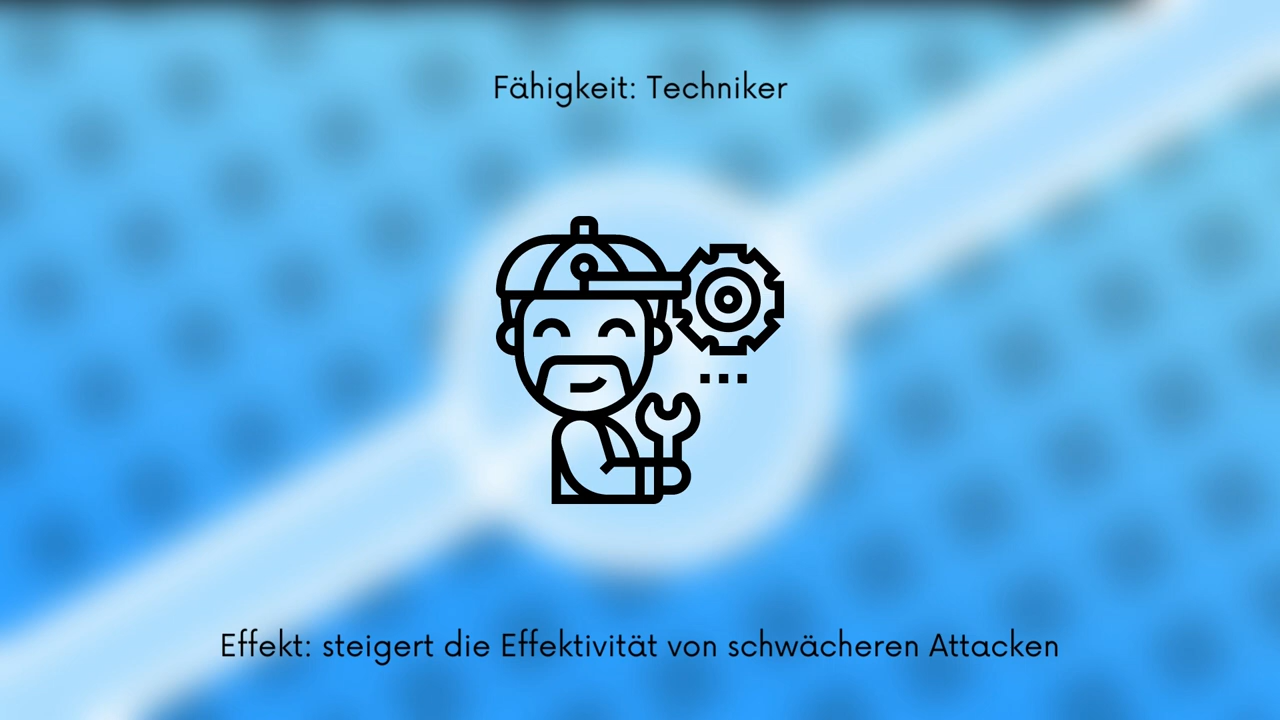 Fähigkeit: Techniker
Effekt: steigert die Effektivität von schwächeren Attacken